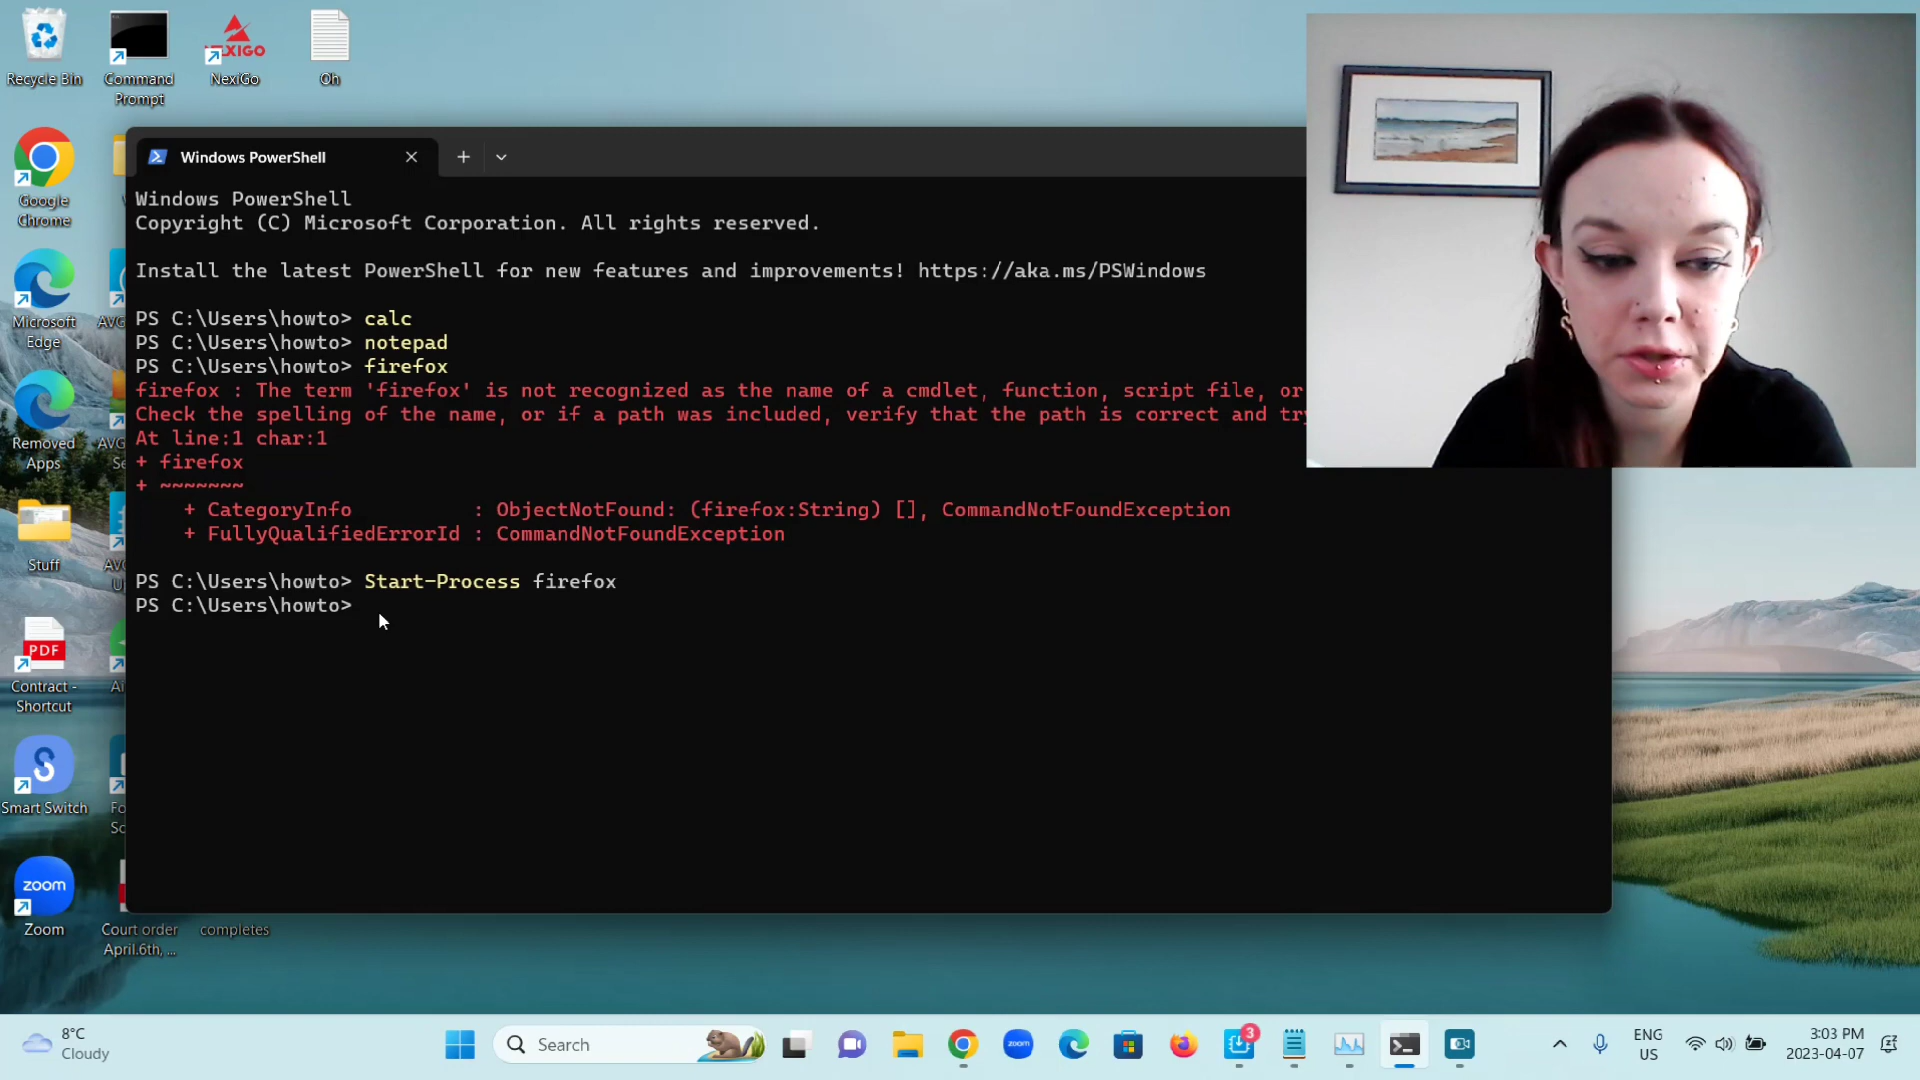 Recycle Bin
Command
Prompt
NEXIGO
NexiGo
Oh
Google
Chrome
Microsoft
Edge
Removed
Apps
Stuff
PDF
Contract -
Shortcut
Smart Switch
zoom
Zoom
Court order
April.6th, ...
completes
Windows PowerShell
Windows PowerShell
Copyright (C) Microsoft Corporation. All rights reserved.
Install the latest PowerShell for new features and improvements! https://aka.ms/PSWindows
PS C:\Users\howto> calc
PS C:\Users\howto> notepad
PS C:\Users\howto> firefox
firefox : The term 'firefox' is not recognized as the name of a cmdlet, function, script file, or
Check the spelling of the name, or if a path was included, verify that the path is correct and
At line:1 char:1
+ firefox
+ ~~~~~~~
+ CategoryInfo : ObjectNotFound: (firefox:String) [], CommandNotFoundException
+ FullyQualifiedErrorId : CommandNotFoundException
PS C:\Users\howto> Start-Process firefox
PS C:\Users\howto>
8°C
Cloudy
Search
zoom
3
ENG
US
3:03 PM
2023-04-07